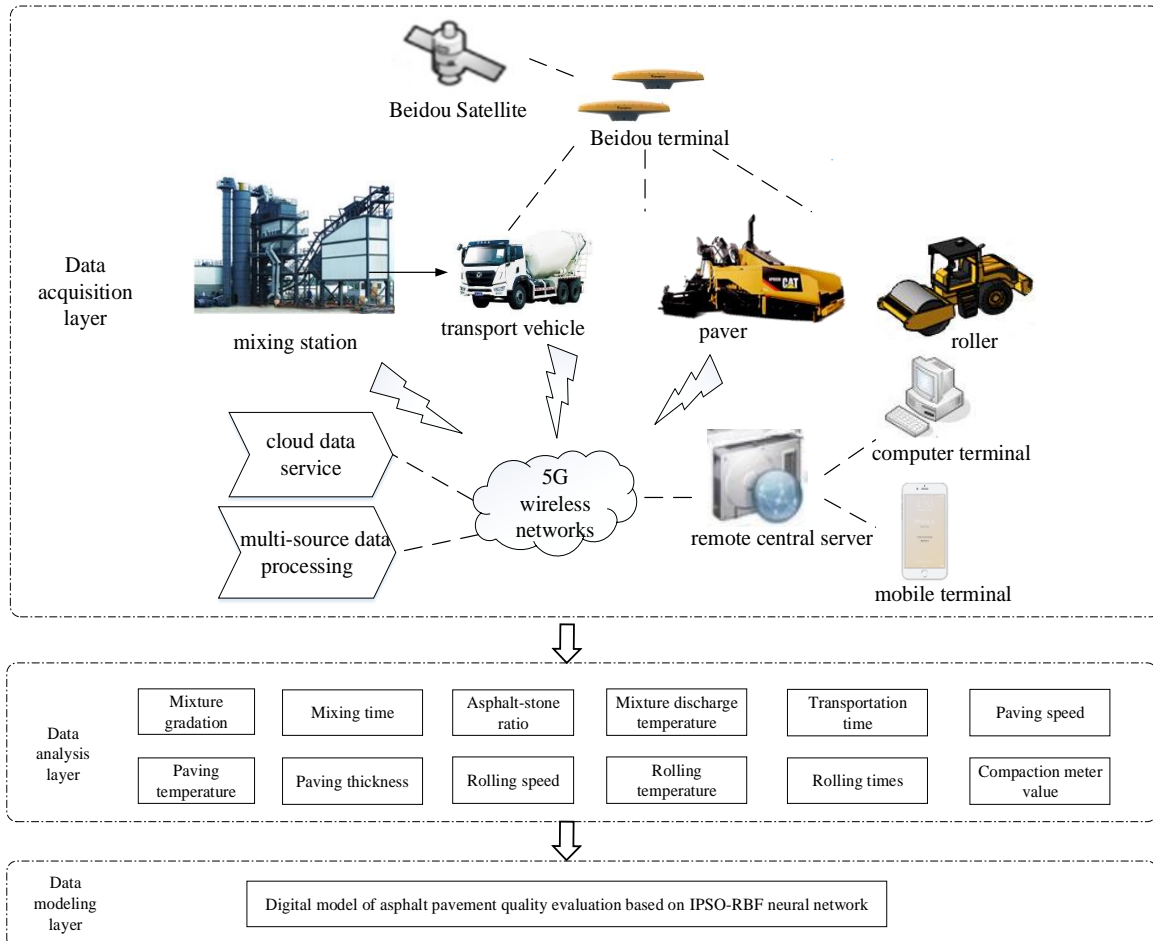 Beidou Satellite
Beidou terminal
Data
acquisition
layer
mixing station
transport vehicle
CAT
paver
roller
cloud data
service
multi-source data
processing
5G
wireless
networks
remote central server
computer terminal
mobile terminal
Mixture
gradation
Mixing time
Asphalt-stone
ratio
Mixture discharge
temperature
Transportation
time
Paving speed
Data
analysis
layer
Paving
temperature
Paving thickness
Rolling speed
Rolling
temperature
Rolling times
Compaction meter
value
Data
modeling
layer
Digital model of asphalt pavement quality evaluation based on IPSO-RBF neural network